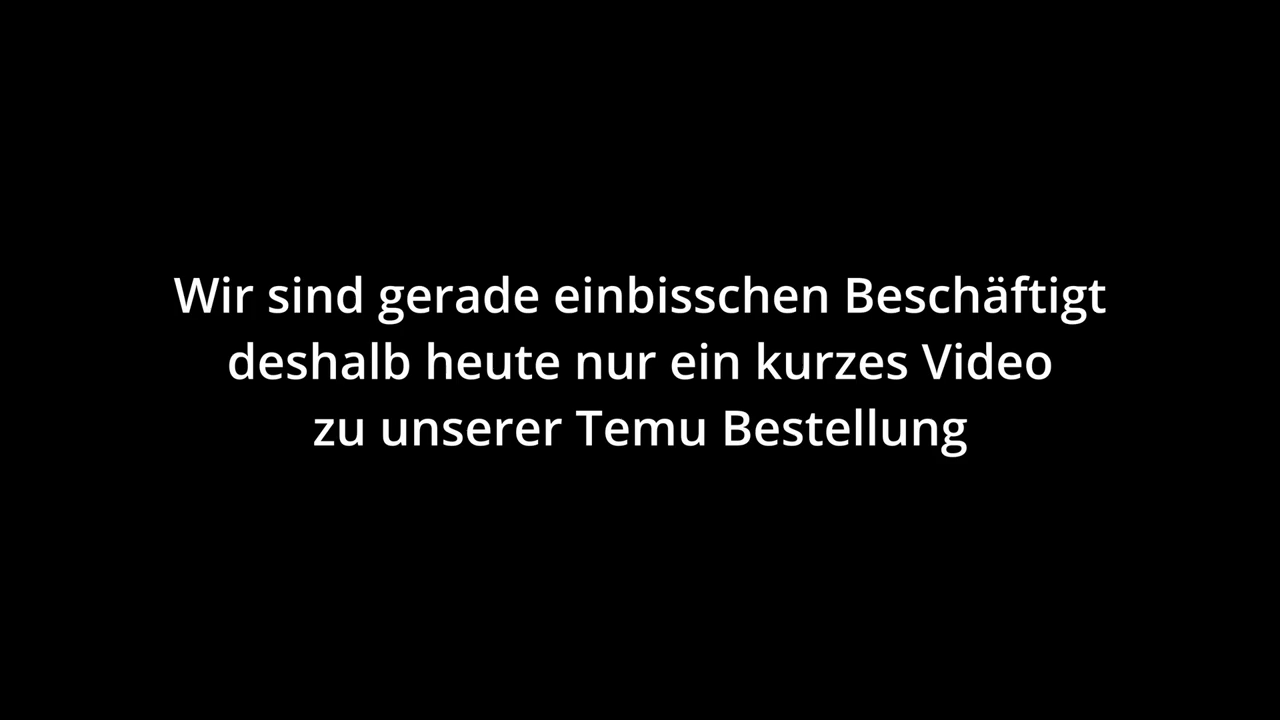 Wir sind gerade einbisschen Beschäftigt
deshalb heute nur ein kurzes Video
zu unserer Temu Bestellung